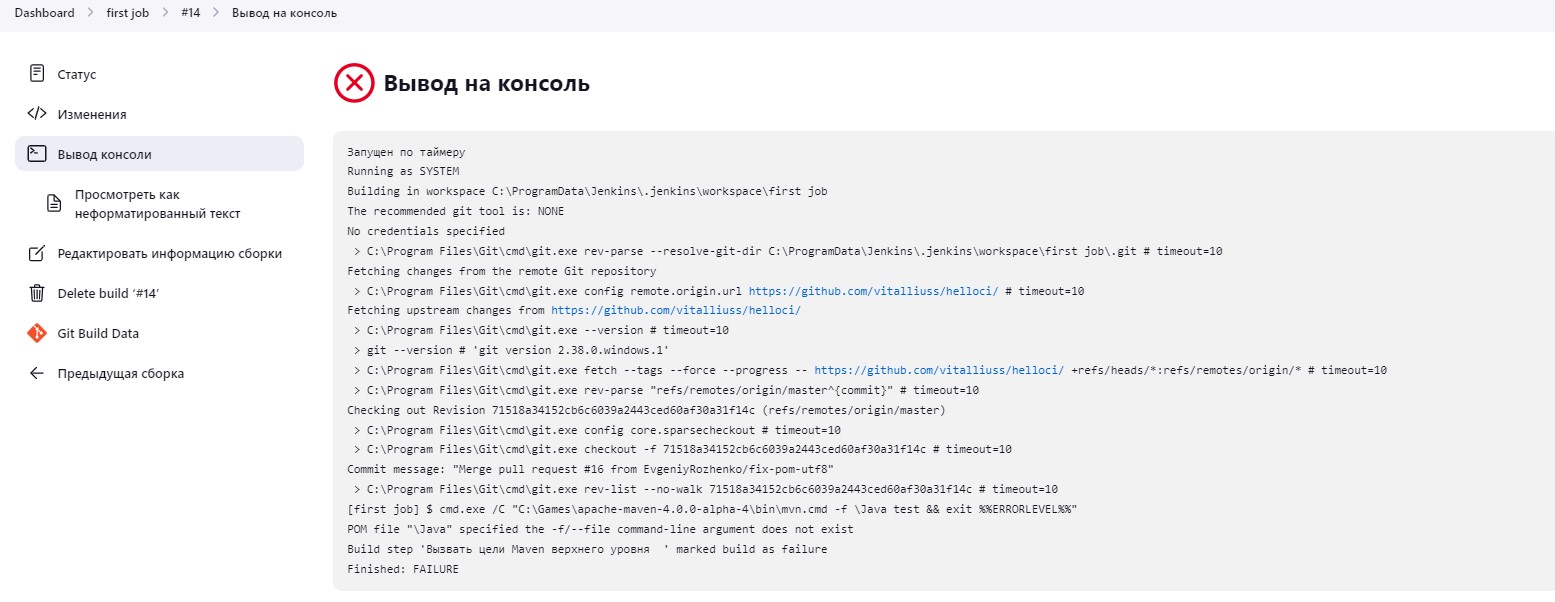 Dashboard > first job > #14 > Вывод на консоль
Статус
Изменения
Вывод консоли
Просмотреть как
неформатированный текст
Редактировать информацию сборки
Delete build ‘#14’
Git Build Data
Предыдущая сборка
Вывод на консоль
Запущен по таймеру
Running as SYSTEM
Building in workspace C:\ProgramData\Jenkins\.jenkins\workspace\first job
The recommended git tool is: NONE
No credentials specified
 > C:\Program Files\Git\cmd\git.exe rev-parse --resolve-git-dir C:\ProgramData\Jenkins\.jenkins\workspace\first job\.git # timeout=10
Fetching changes from the remote Git repository
 > C:\Program Files\Git\cmd\git.exe config remote.origin.url https://github.com/vitalliuss/helloci/ # timeout=10
Fetching upstream changes from https://github.com/vitalliuss/helloci/
 > C:\Program Files\Git\cmd\git.exe --version # timeout=10
 > git --version # 'git version 2.38.0.windows.1'
 > C:\Program Files\Git\cmd\git.exe fetch --tags --force --progress -- https://github.com/vitalliuss/helloci/ +refs/heads/*:refs/remotes/origin/* # timeout=10
 > C:\Program Files\Git\cmd\git.exe rev-parse "refs/remotes/origin/master^{commit}" # timeout=10
Checking out Revision 71518a34152cb6c6039a2443ced60af30a31f14c (refs/remotes/origin/master)
 > C:\Program Files\Git\cmd\git.exe config core.sparsecheckout # timeout=10
 > C:\Program Files\Git\cmd\git.exe checkout -f 71518a34152cb6c6039a2443ced60af30a31f14c # timeout=10
Commit message: "Merge pull request #16 from EvgeniyRozhenko/fix-pom-utf8"
 > C:\Program Files\Git\cmd\git.exe rev-list --no-walk 71518a34152cb6c6039a2443ced60af30a31f14c # timeout=10
[first job] $ cmd.exe /C "C:\Games\apache-maven-4.0.0-alpha-4\bin\mvn.cmd -f \Java test && exit %%ERRORLEVEL%%"
POM file "\Java" specified the -f/--file command-line argument does not exist
Build step 'Вызвать цели Maven верхнего уровня  ' marked build as failure
Finished: FAILURE